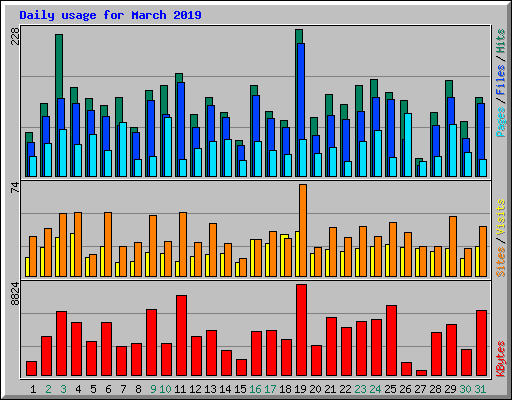 Daily usage for March 2019
228
Pages / Files / Hits
74
Sites / Visits
8824
KBytes
1 2 3 4 5 6 7 8 9 10 11 12 13 14 15 16 17 18 19 20 21 22 23 24 25 26 27 28 29 30 31